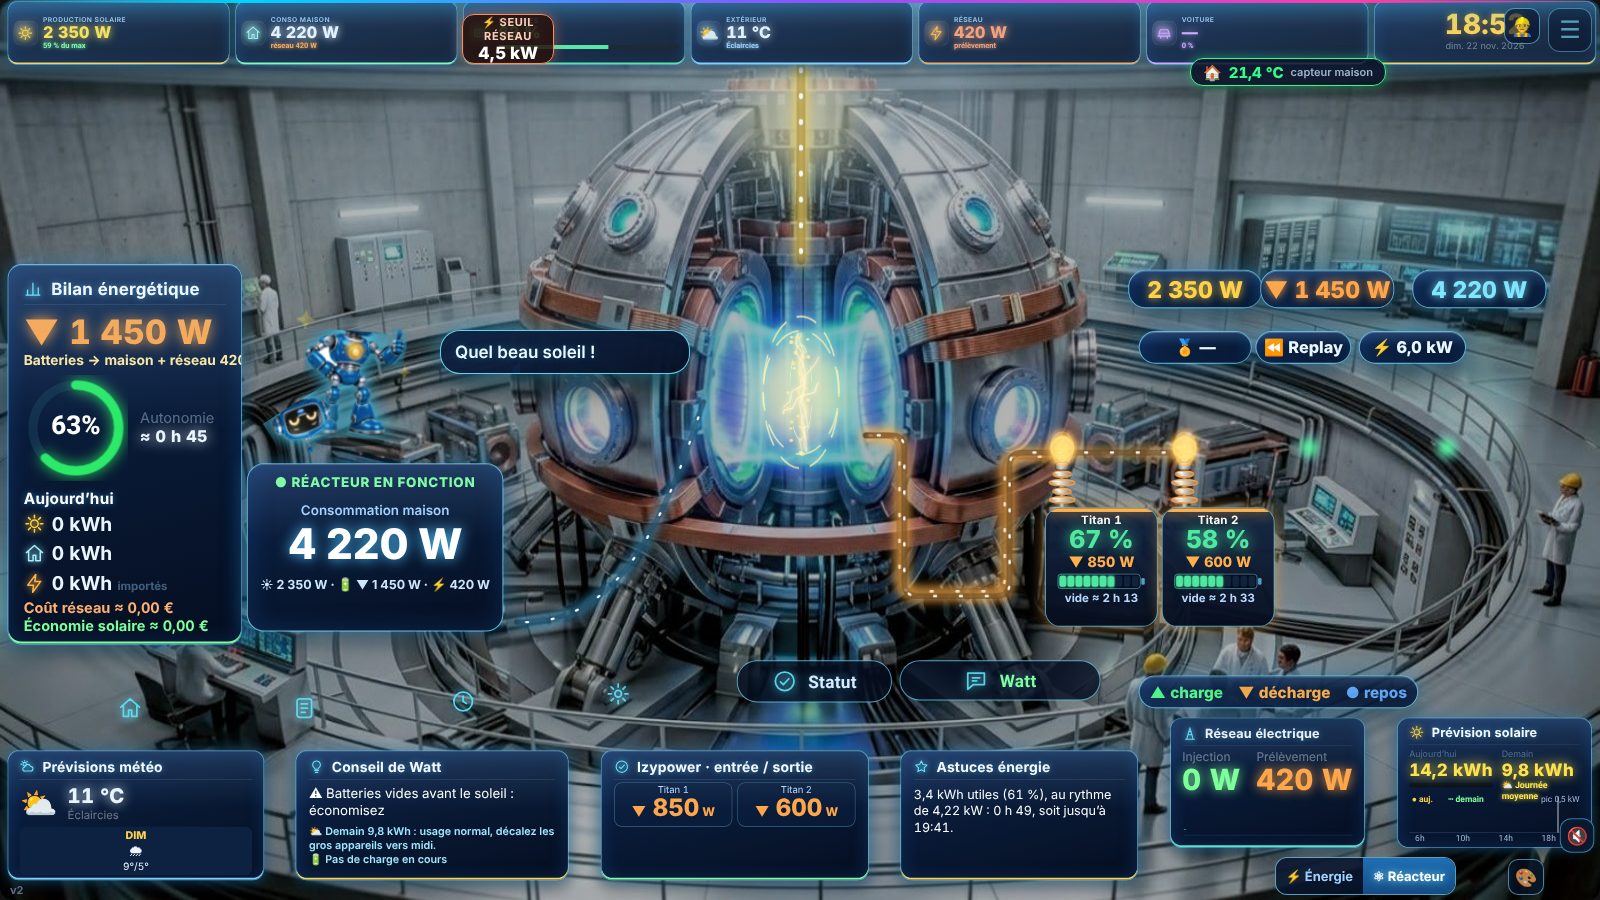 PRODUCTION SOLAIRE
2 350 W
59 % du max
CONSO MAISON
4 220 W
réseau 420 W
⚡ SEUIL
RÉSEAU
4,5 kW
EXTÉRIEUR
11 °C
Éclaircies
RÉSEAU
420 W
prélèvement
VOITURE
—
0 %
18:5
dim. 22 nov. 2026
🏠 21,4 °C capteur maison
Bilan énergétique
▼ 1 450 W
Batteries → maison + réseau 420
63%
Autonomie
≈ 0 h 45
Aujourd'hui
0 kWh
0 kWh
0 kWh importés
Coût réseau ≈ 0,00 €
Économie solaire ≈ 0,00 €
Quel beau soleil !
● RÉACTEUR EN FONCTION
Consommation maison
4 220 W
☀ 2 350 W · 🔋 ▼ 1 450 W · ⚡ 420 W
2 350 W
▼ 1 450 W
4 220 W
🏅 —
⏪ Replay
⚡ 6,0 kW
Titan 1
67 %
▼ 850 W
vide ≈ 2 h 13
Titan 2
58 %
▼ 600 W
vide ≈ 2 h 33
Statut
Watt
▲ charge ▼ décharge ● repos
Prévisions météo
11 °C
Éclaircies
DIM
🌧
9°/5°
Conseil de Watt
⚠ Batteries vides avant le soleil :
économisez
⛅ Demain 9,8 kWh : usage normal, décalez les
gros appareils vers midi.
🔋 Pas de charge en cours
Izypower · entrée / sortie
Titan 1
▼ 850 W
Titan 2
▼ 600 W
Astuces énergie
3,4 kWh utiles (61 %), au rythme
de 4,22 kW : 0 h 49, soit jusqu'à
19:41.
Réseau électrique
Injection
0 W
Prélèvement
420 W
Prévision solaire
Aujourd'hui
14,2 kWh
Demain
9,8 kWh
⛅ Journée
moyenne
● auj.
┅ demain
pic 0,5 kW
6h
10h
14h
18h
⚡ Énergie
⚛ Réacteur
v2